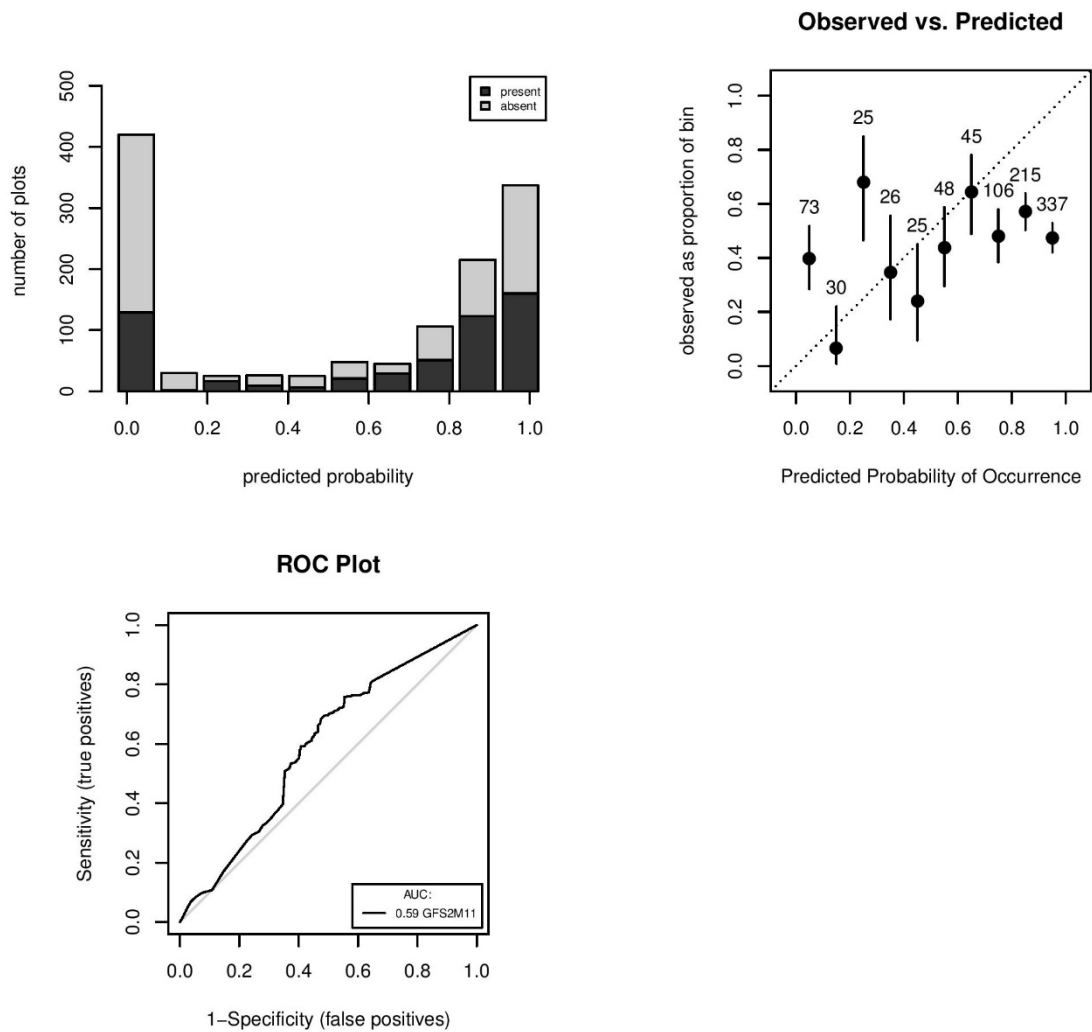 500
400
300
200
100
0
number of plots
present
absent
0.0 0.2 0.4 0.6 0.8 1.0
predicted probability
Observed vs. Predicted
1.0
0.8
0.6
0.4
0.2
0.0
observed as proportion of bin
73
30
25
26
25
48
45
106
215
337
0.0 0.2 0.4 0.6 0.8 1.0
Predicted Probability of Occurrence
ROC Plot
1.0
0.8
0.6
0.4
0.2
0.0
Sensitivity (true positives)
AUC:
0.59 GFS2M11
0.0 0.2 0.4 0.6 0.8 1.0
1−Specificity (false positives)